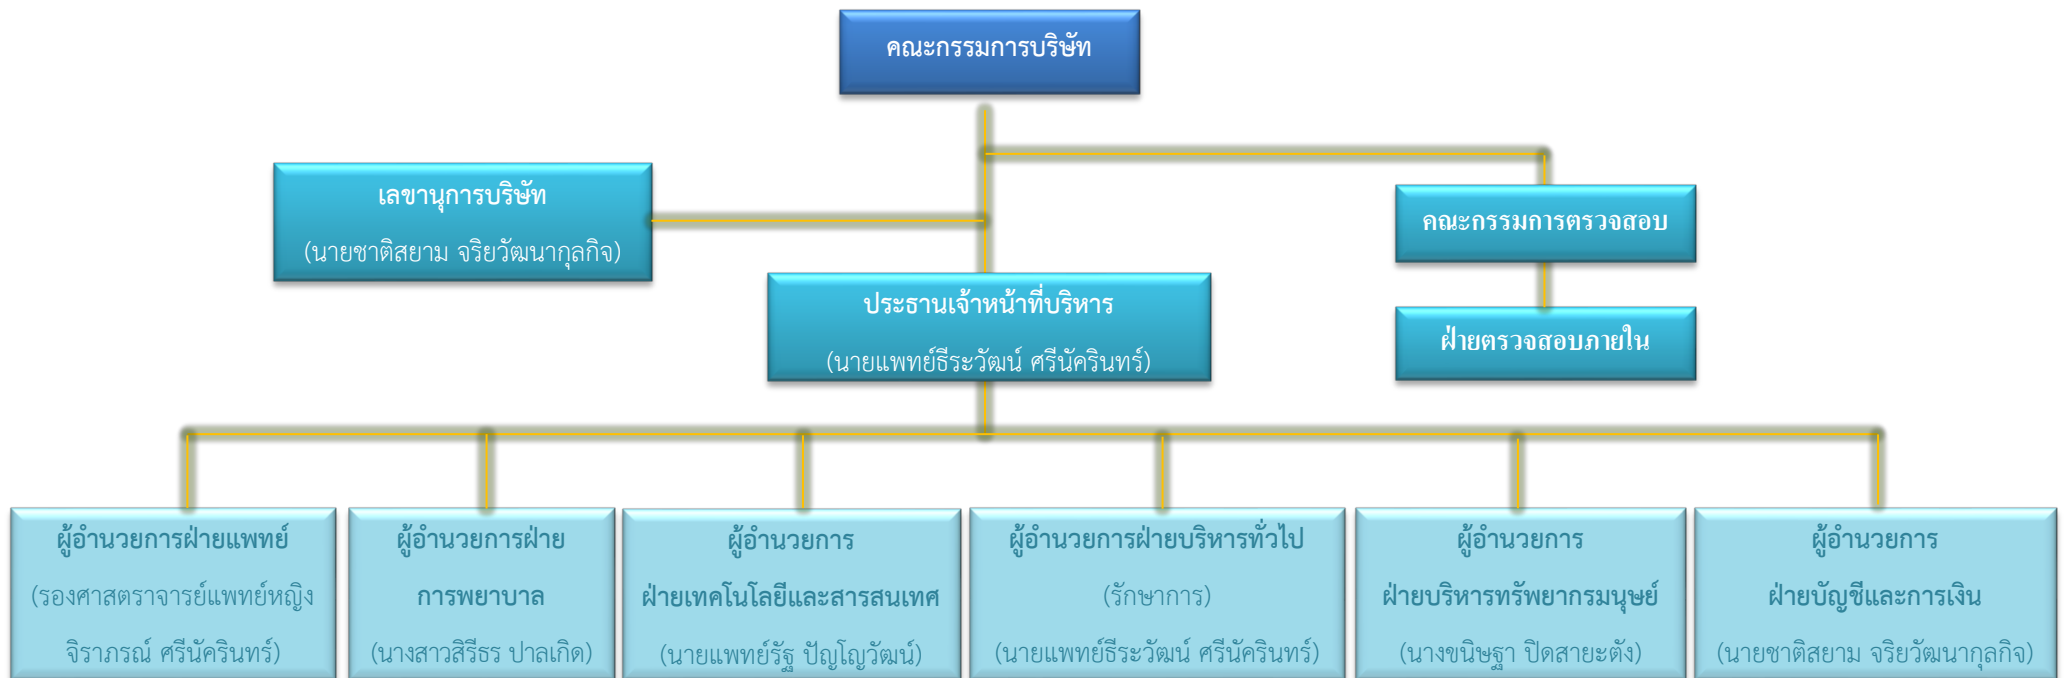 คณะกรรมการบริษัท
เลขานุการบริษัท
(นายชาติสยาม จริยวัฒนากุลกิจ)
คณะกรรมการตรวจสอบ
ประธานเจ้าหน้าที่บริหาร
(นายแพทย์ธีระวัฒน์ ศรีนัครินทร์)
ฝ่ายตรวจสอบภายใน
ผู้อำนวยการฝ่ายแพทย์
(รองศาสตราจารย์แพทย์หญิง
จิราภรณ์ ศรีนัครินทร์)
ผู้อำนวยการฝ่าย
การพยาบาล
(นางสาวสิรีธร ปาลเกิด)
ผู้อำนวยการ
ฝ่ายเทคโนโลยีและสารสนเทศ
(นายแพทย์รัฐ ปัญโญวัฒน์)
ผู้อำนวยการฝ่ายบริหารทั่วไป
(รักษาการ)
(นายแพทย์ธีระวัฒน์ ศรีนัครินทร์)
ผู้อำนวยการ
ฝ่ายบริหารทรัพยากรมนุษย์
(นางขนิษฐา ปิดสายะตัง)
ผู้อำนวยการ
ฝ่ายบัญชีและการเงิน
(นายชาติสยาม จริยวัฒนากุลกิจ)